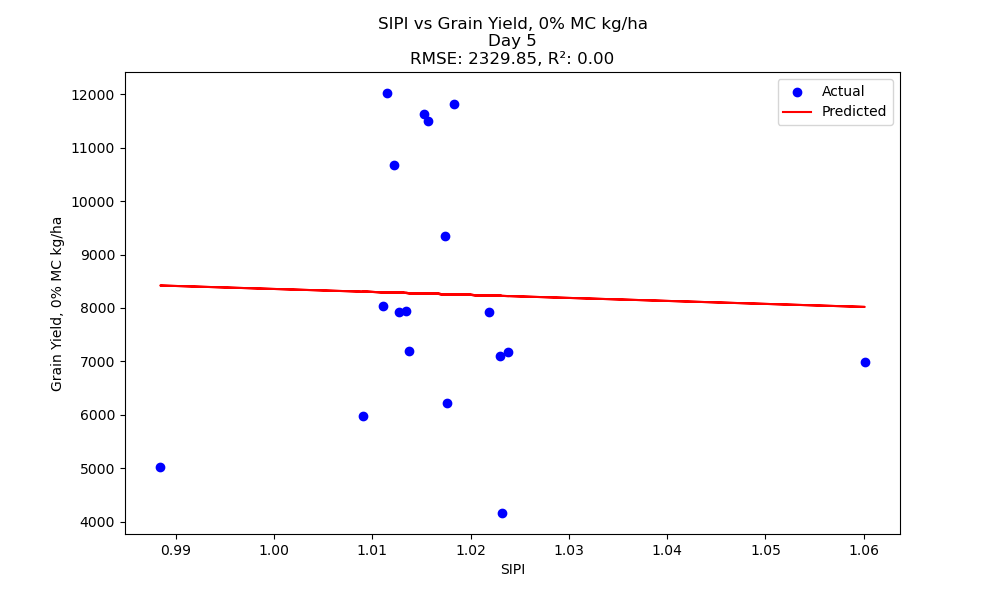 SIPI vs Grain Yield, 0% MC kg/ha
Day 5
RMSE: 2329.85, R²: 0.00
Actual
Predicted
Grain Yield, 0% MC kg/ha
12000
11000
10000
9000
8000
7000
6000
5000
4000
0.99
1.00
1.01
1.02
1.03
1.04
1.05
1.06
SIPI